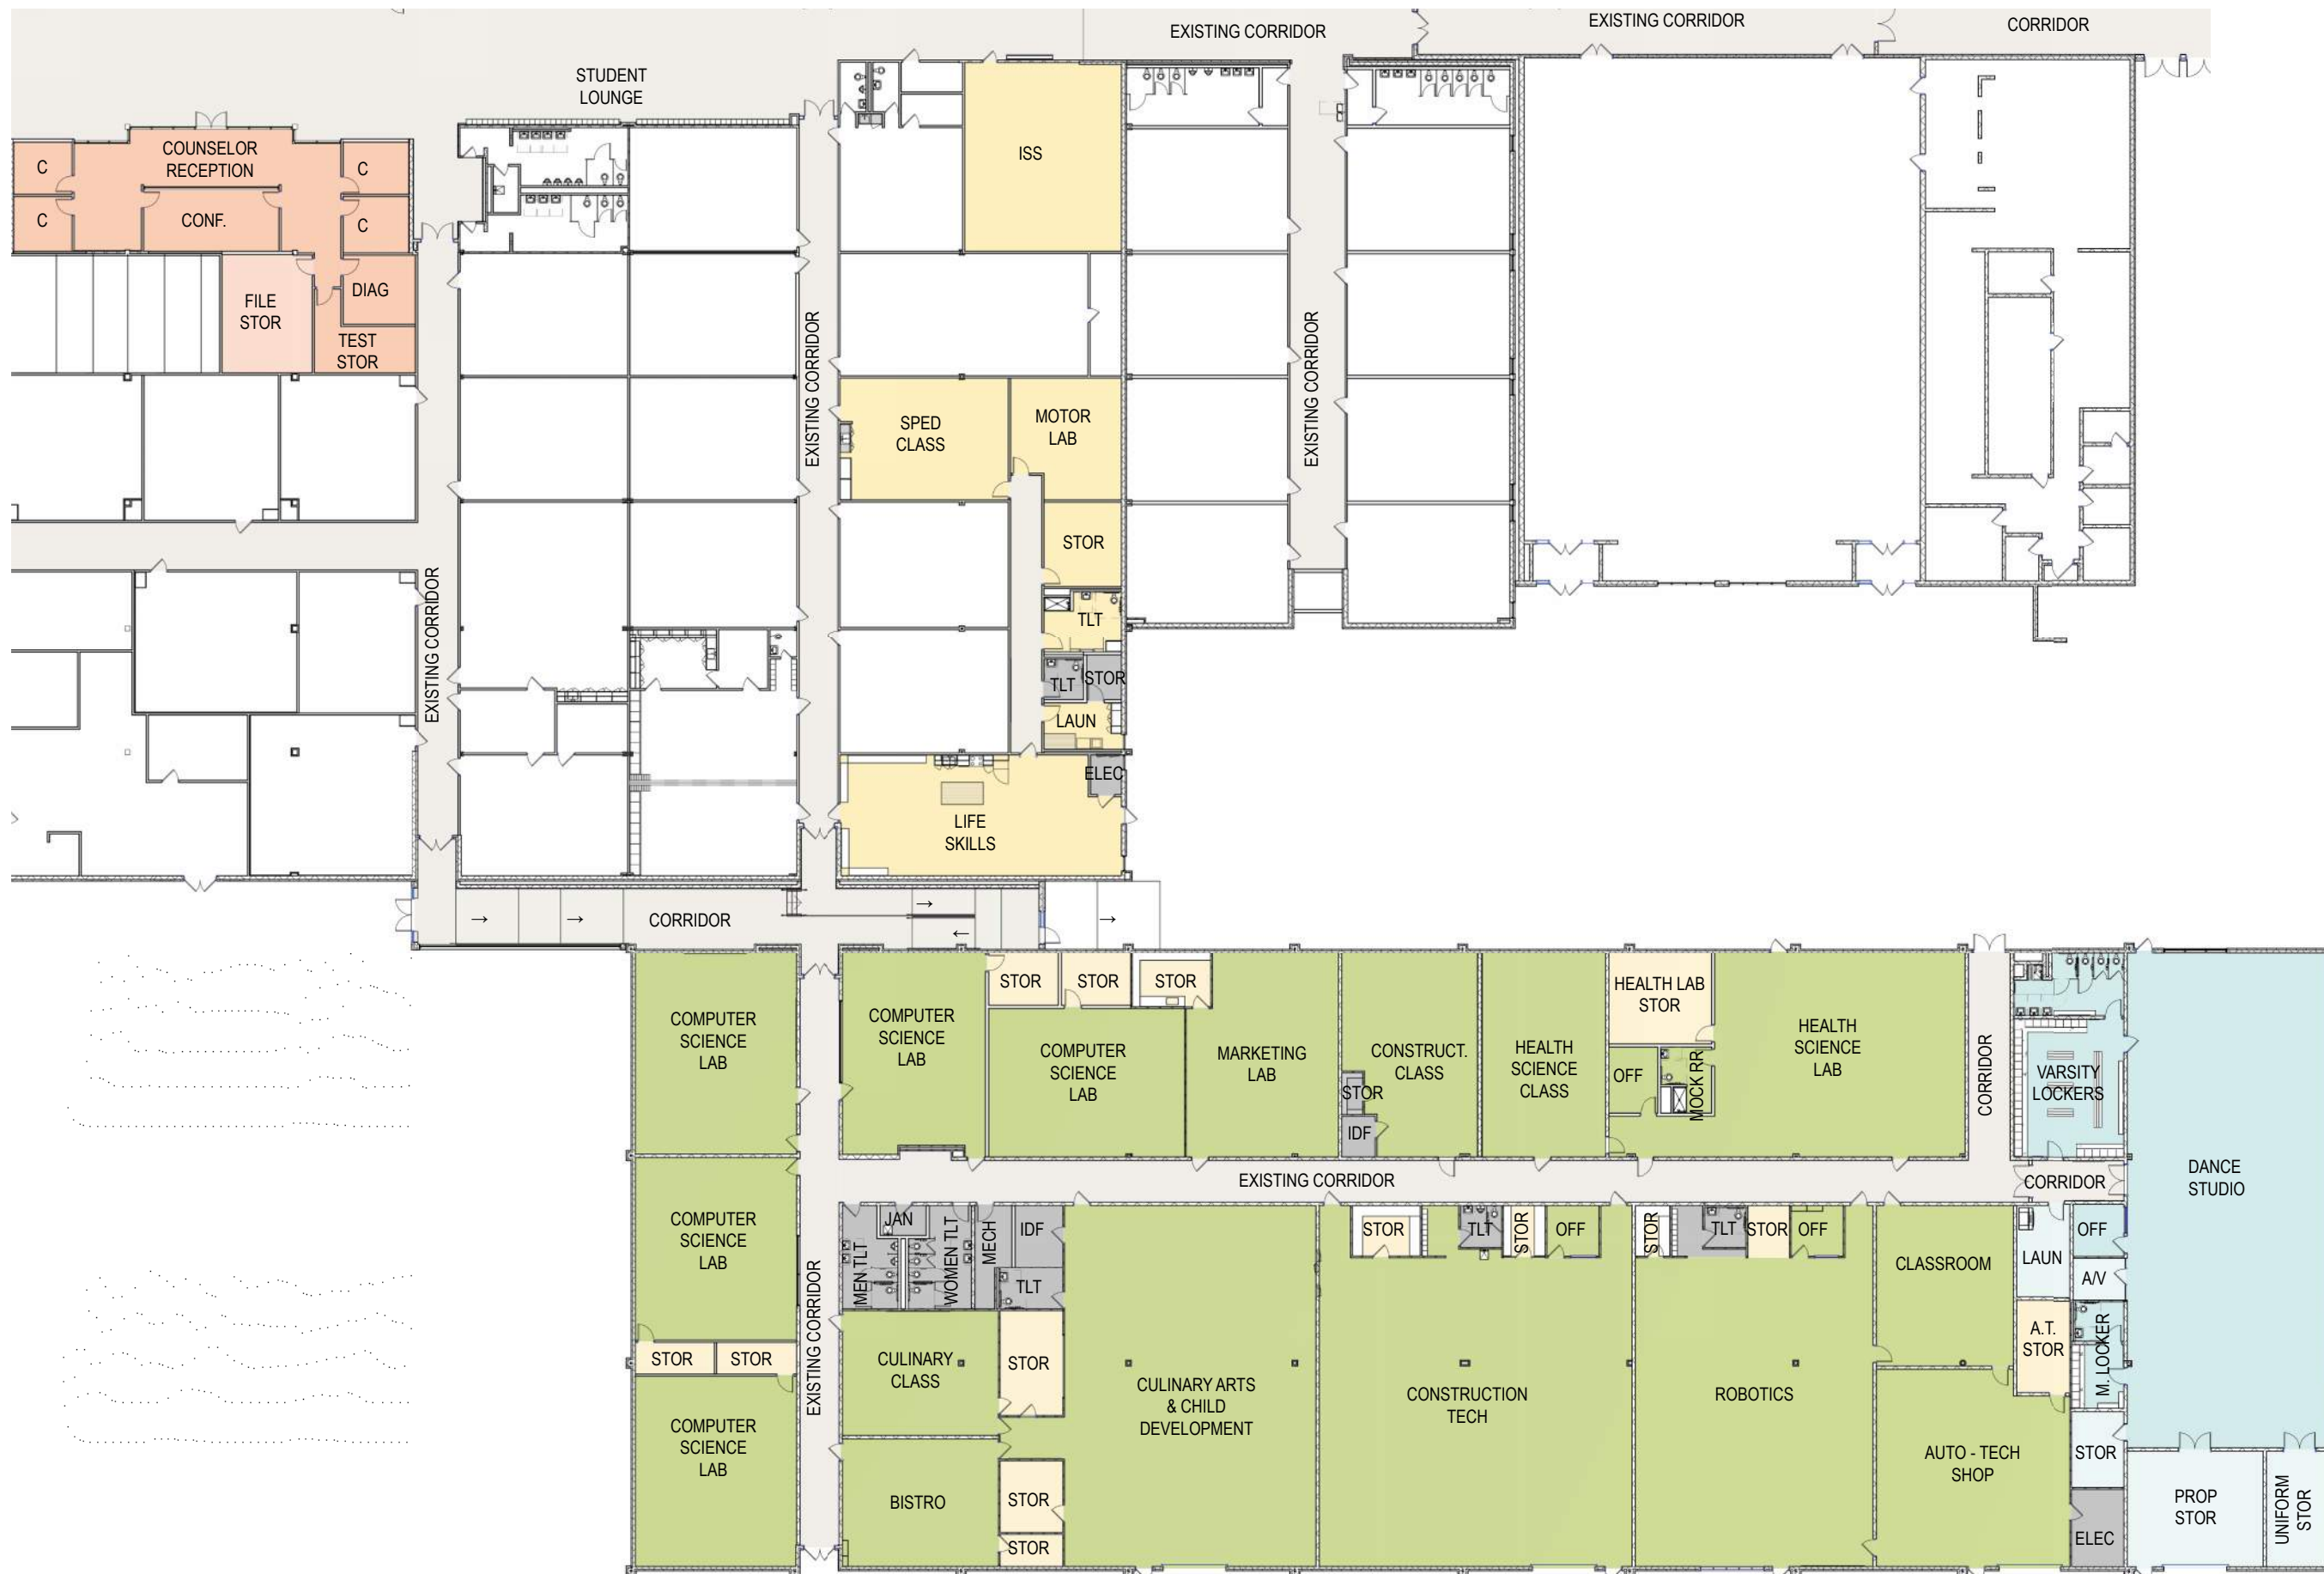 EXISTING CORRIDOR
EXISTING CORRIDOR
CORRIDOR
STUDENT
LOUNGE
COUNSELOR
RECEPTION
C
C
C
C
CONF.
ISS
FILE
STOR
DIAG
TEST
STOR
EXISTING CORRIDOR
EXISTING CORRIDOR
EXISTING CORRIDOR
SPED
CLASS
MOTOR
LAB
STOR
TLT
TLT
STOR
LAUN
ELEC
LIFE
SKILLS
→
→
CORRIDOR
→
←
→
COMPUTER
SCIENCE
LAB
COMPUTER
SCIENCE
LAB
STOR
STOR
STOR
COMPUTER
SCIENCE
LAB
MARKETING
LAB
CONSTRUCT.
CLASS
STOR
IDF
HEALTH
SCIENCE
CLASS
HEALTH LAB
STOR
OFF
MOCK RR
HEALTH
SCIENCE
LAB
CORRIDOR
VARSITY
LOCKERS
DANCE
STUDIO
EXISTING CORRIDOR
CORRIDOR
COMPUTER
SCIENCE
LAB
EXISTING CORRIDOR
MEN TLT
JAN
WOMEN TLT
MECH
IDF
TLT
STOR
TLT
STOR
OFF
STOR
TLT
STOR
OFF
CLASSROOM
LAUN
OFF
A/V
A.T.
STOR
M. LOCKER
STOR
STOR
CULINARY
CLASS
STOR
CULINARY ARTS
& CHILD
DEVELOPMENT
CONSTRUCTION
TECH
ROBOTICS
COMPUTER
SCIENCE
LAB
BISTRO
STOR
STOR
AUTO - TECH
SHOP
STOR
ELEC
PROP
STOR
UNIFORM
STOR